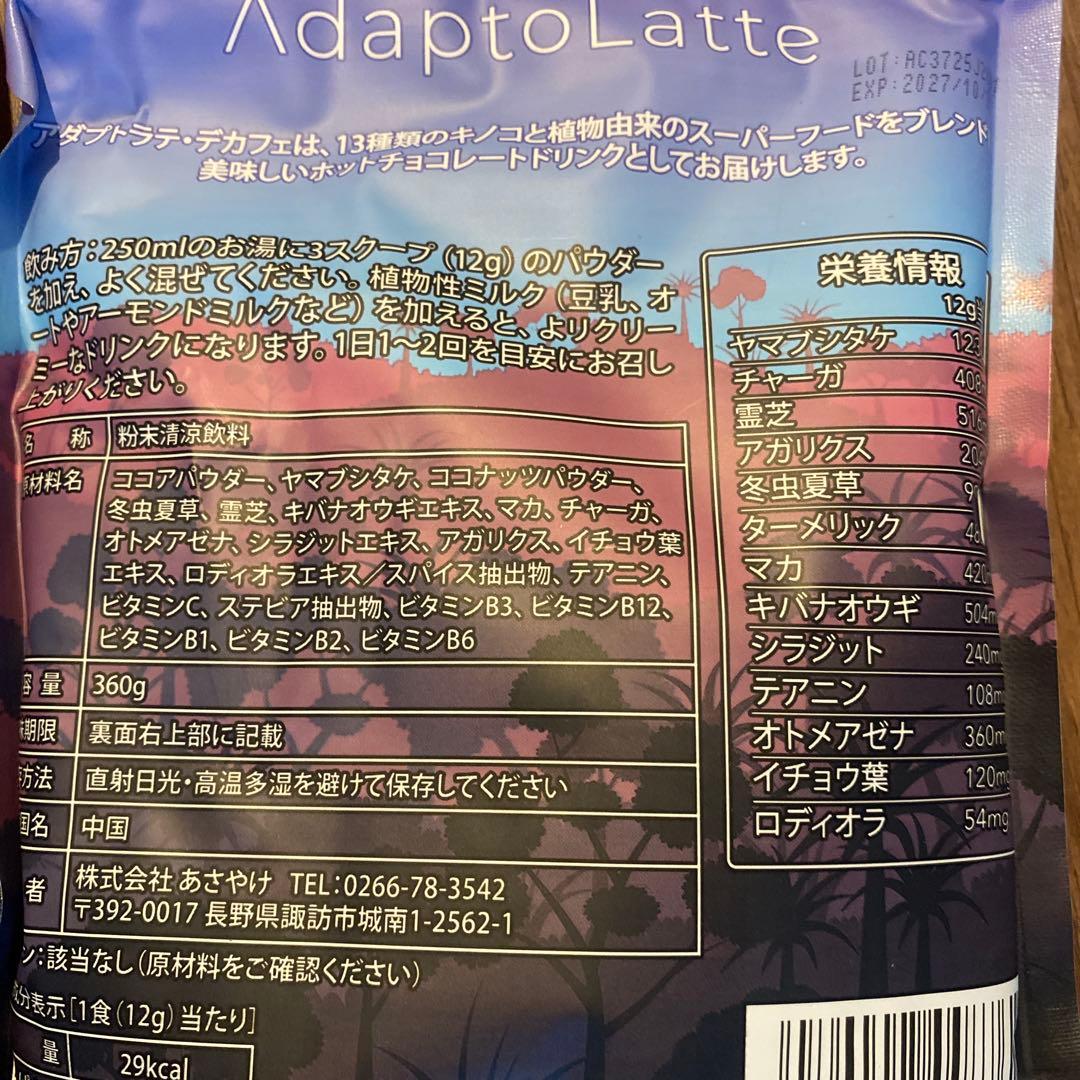 AdaptoLatte
LOT:AC3725
EXP:2027/10
アダプトラテ・デカフェは、13種類のキノコと植物由来のスーパーフードをブレンド
美味しいホットチョコレートドリンクとしてお届けします。
飲み方：250mlのお湯に3スクープ（12g）のパウダー
を加え、よく混ぜてください。植物性ミルク（豆乳、オ
ートやアーモンドミルクなど）を加えると、よりクリー
ミーなドリンクになります。1日1〜2回を目安にお召し
上がりください。
名 称 粉末清涼飲料
原材料名 ココアパウダー、ヤマブシタケ、ココナッツパウダー、
冬虫夏草、霊芝、キバナオウギエキス、マカ、チャーガ、
オトメアゼナ、シラジットエキス、アガリクス、イチョウ葉
エキス、ロディオラエキス／スパイス抽出物、テアニン、
ビタミンC、ステビア抽出物、ビタミンB3、ビタミンB12、
ビタミンB1、ビタミンB2、ビタミンB6
容 量 360g
味期限 裏面右上部に記載
方法 直射日光・高温多湿を避けて保存してください
国名 中国
者 株式会社 あさやけ TEL：0266-78-3542
〒392-0017 長野県諏訪市城南1-2562-1
ン：該当なし（原材料をご確認ください）
成分表示［1食（12g）当たり］
量 29kcal
栄養情報
12g
ヤマブシタケ 123
チャーガ 408
霊芝 516
アガリクス
冬虫夏草
ターメリック
マカ 420
キバナオウギ 504m
シラジット 240m
テアニン 108m
オトメアゼナ 360m
イチョウ葉 120mg
ロディオラ 54mg